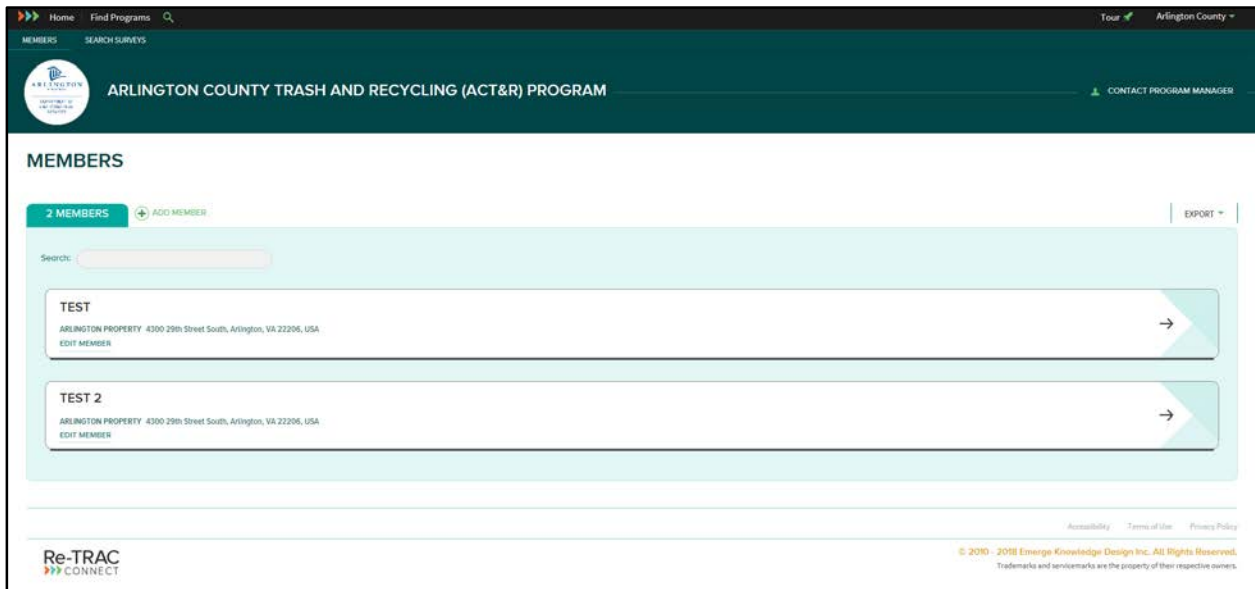 Home Find Programs Tour Arlington County
MEMBERS SEARCH SURVEYS
ARLINGTON
ARLINGTON COUNTY TRASH AND RECYCLING (ACT&R) PROGRAM
CONTACT PROGRAM MANAGER
MEMBERS
2 MEMBERS ADD MEMBER EXPORT
Search:
TEST
ARLINGTON PROPERTY 4300 29th Street South, Arlington, VA 22206, USA
EDIT MEMBER
TEST 2
ARLINGTON PROPERTY 4300 29th Street South, Arlington, VA 22206, USA
EDIT MEMBER
Accessibility Terms of Use Privacy Policy
Re-TRAC
CONNECT
© 2010 - 2018 Emerge Knowledge Design Inc. All Rights Reserved.
Trademarks and servicemarks are the property of their respective owners.